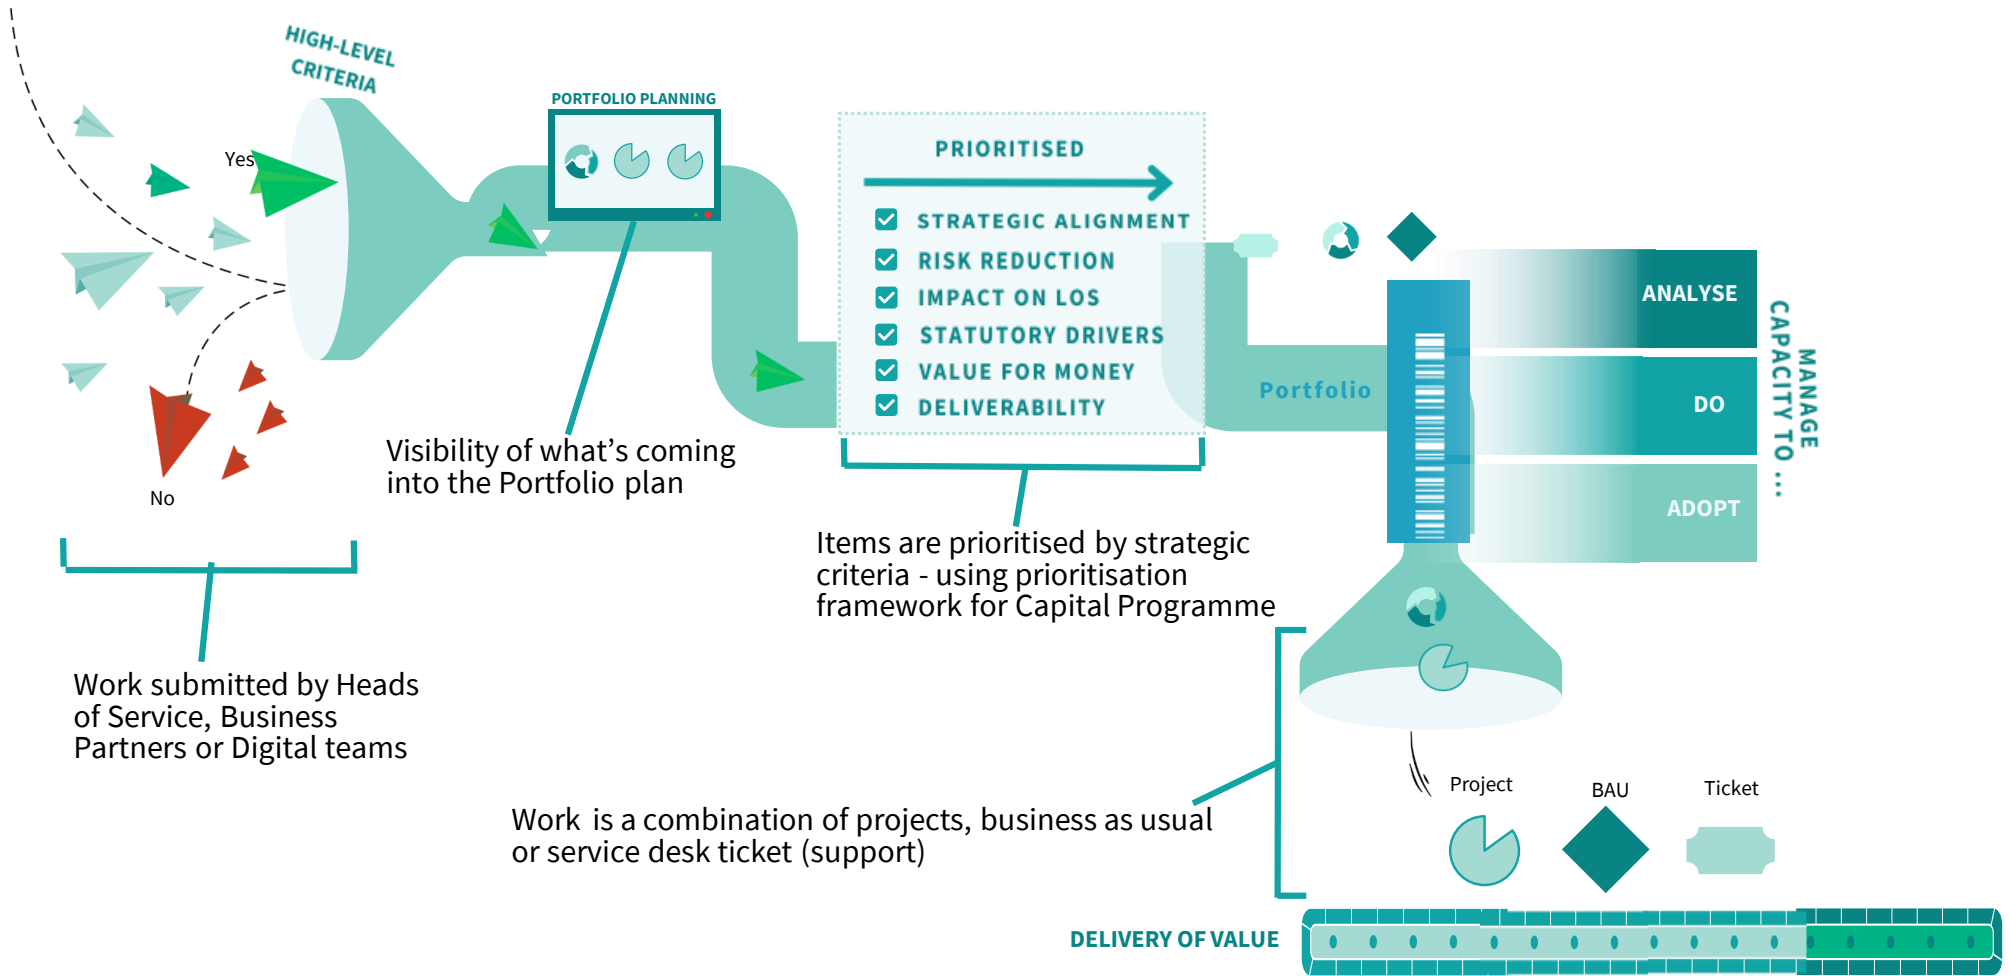 HIGH-LEVEL
CRITERIA
Yes
No
PORTFOLIO PLANNING
Visibility of what's coming
into the Portfolio plan
Work submitted by Heads
of Service, Business
Partners or Digital teams
PRIORITISED
STRATEGIC ALIGNMENT
RISK REDUCTION
IMPACT ON LOS
STATUTORY DRIVERS
VALUE FOR MONEY
DELIVERABILITY
Items are prioritised by strategic
criteria - using prioritisation
framework for Capital Programme
Portfolio
ANALYSE
DO
ADOPT
MANAGE
CAPACITY TO ...
Work is a combination of projects, business as usual
or service desk ticket (support)
Project
BAU
Ticket
DELIVERY OF VALUE